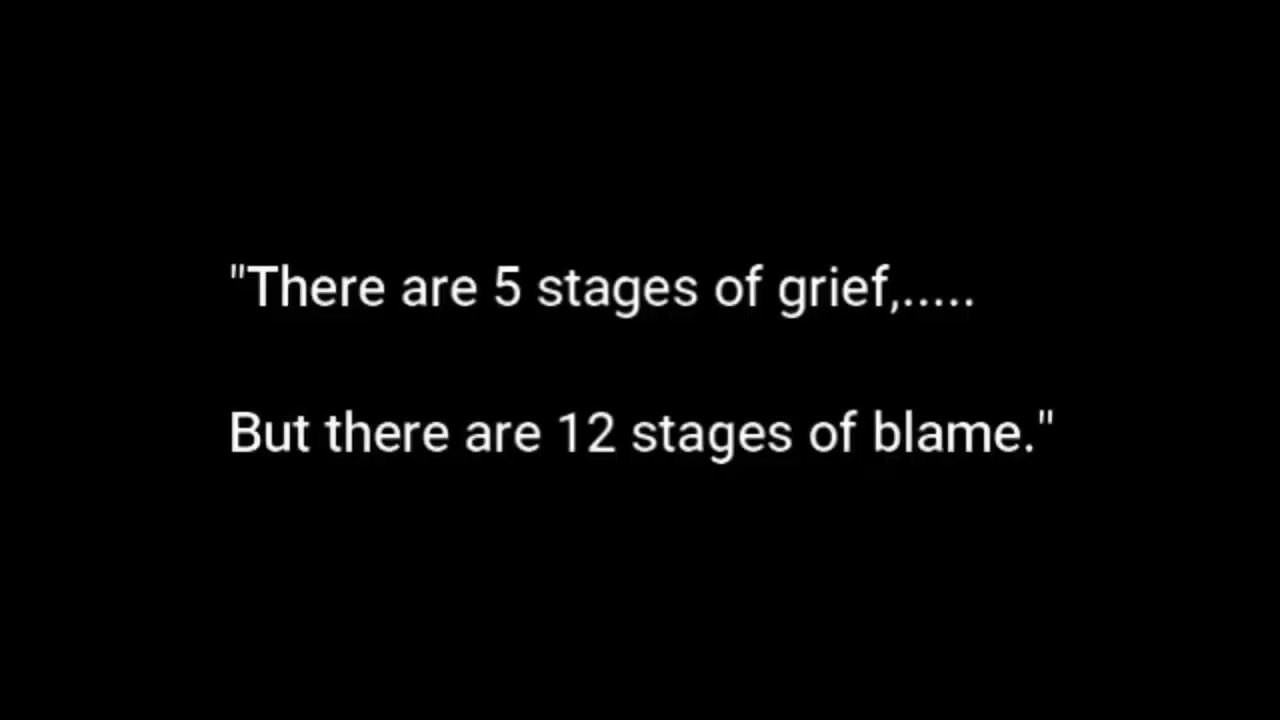 "There are 5 stages of grief,.....
But there are 12 stages of blame."